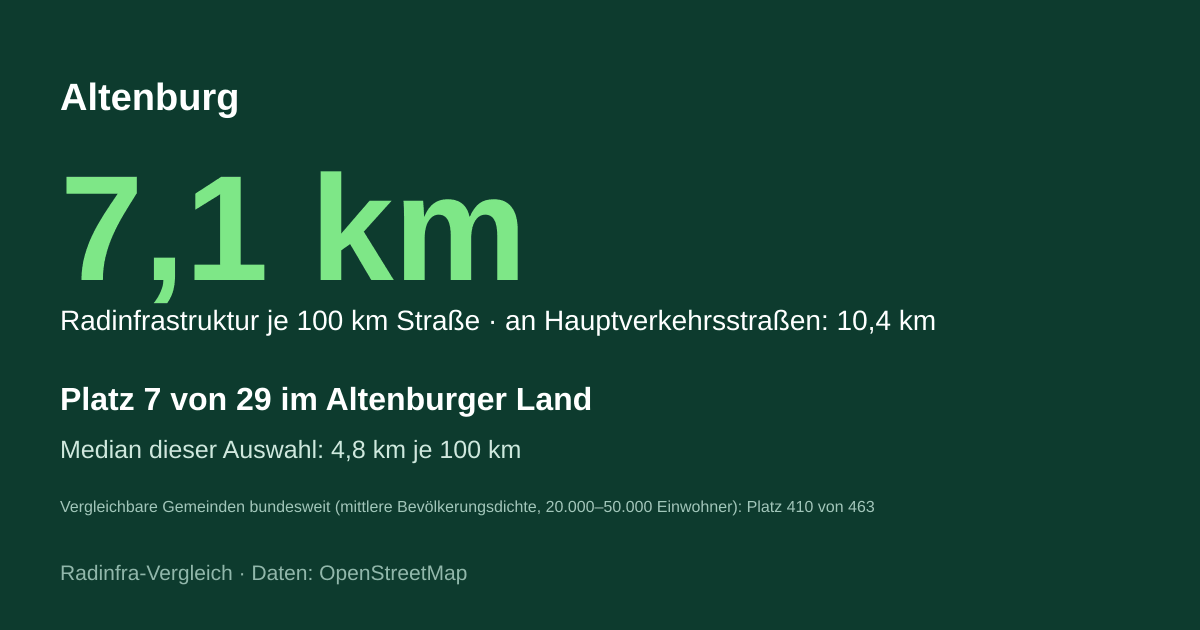 Altenburg
7,1 km
Radinfrastruktur je 100 km Straße · an Hauptverkehrsstraßen: 10,4 km
Platz 7 von 29 im Altenburger Land
Median dieser Auswahl: 4,8 km je 100 km
Vergleichbare Gemeinden bundesweit (mittlere Bevölkerungsdichte, 20.000–50.000 Einwohner): Platz 410 von 463
Radinfra-Vergleich · Daten: OpenStreetMap